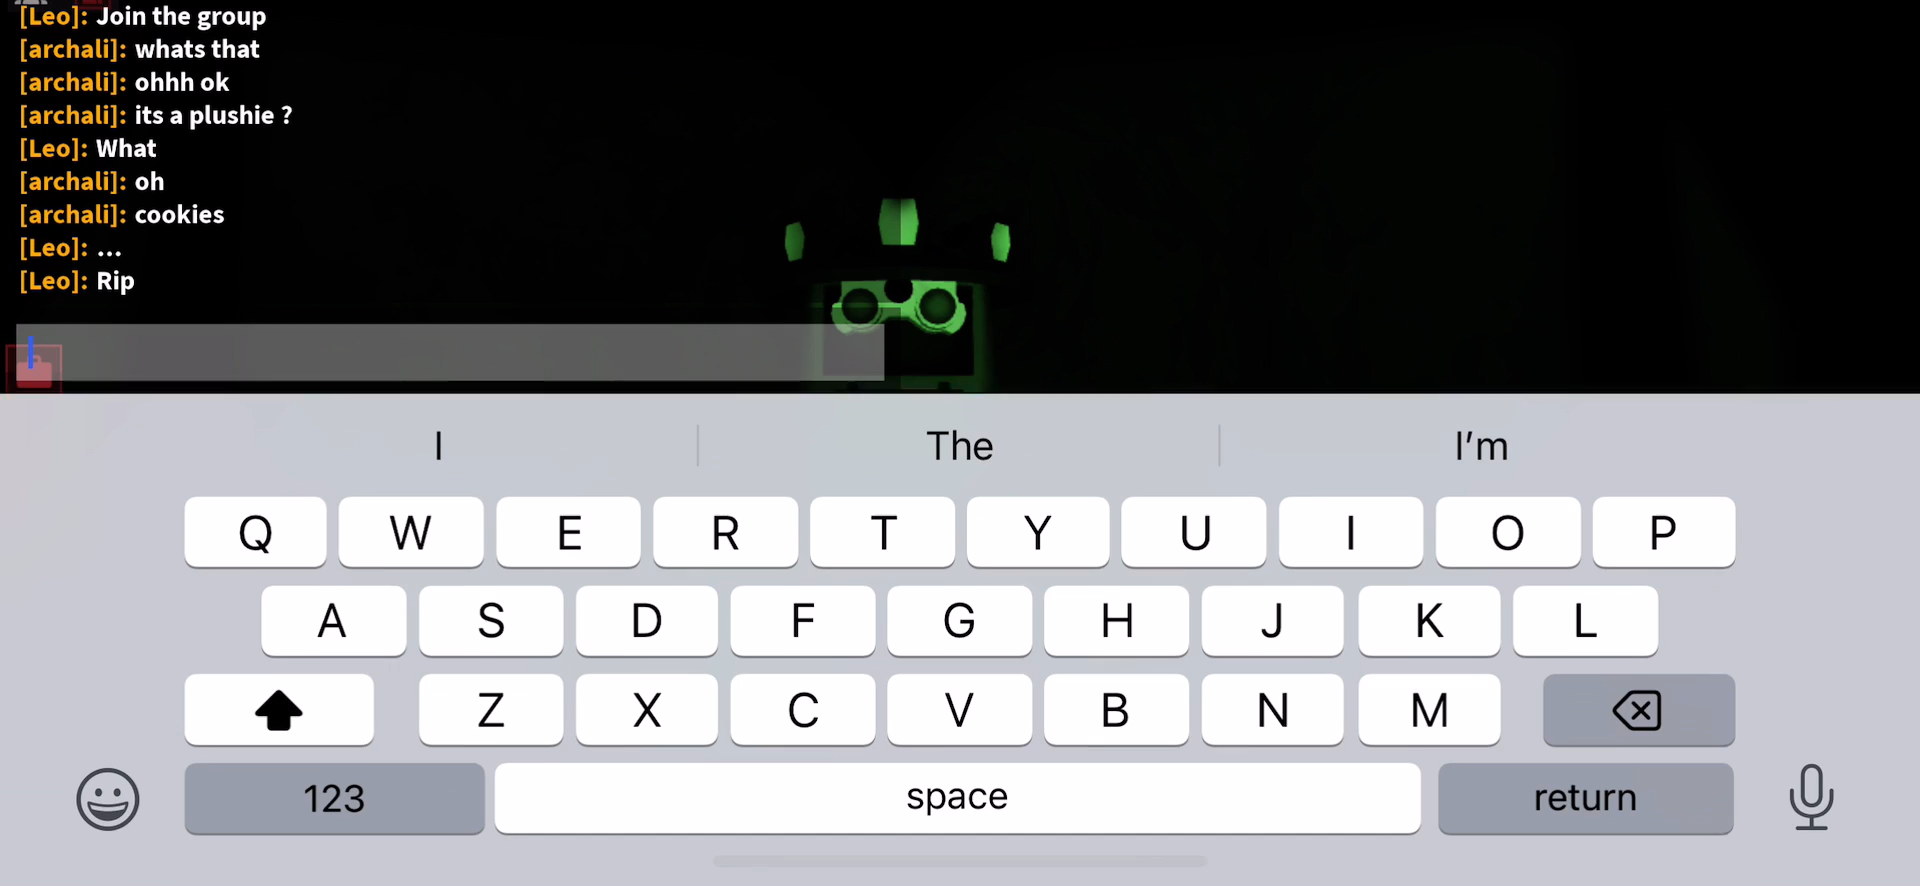 [Leo]: Join the group
[archali]: whats that
[archali]: ohhh ok
[archali]: its a plushie ?
[Leo]: What
[archali]: oh
[archali]: cookies
[Leo]: ...
[Leo]: Rip
I The I’m
Q W E R T Y U I O P
A S D F G H J K L
Z X C V B N M
123 space return